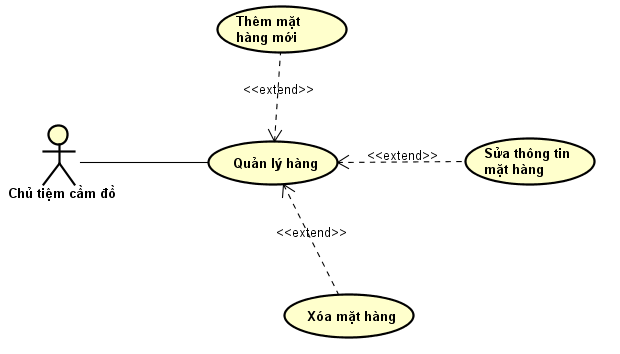 Thêm mặt
hàng mới
<<extend>>
Quản lý hàng
<<extend>>
Sửa thông tin
mặt hàng
Chủ tiệm cầm đồ
<<extend>>
Xóa mặt hàng